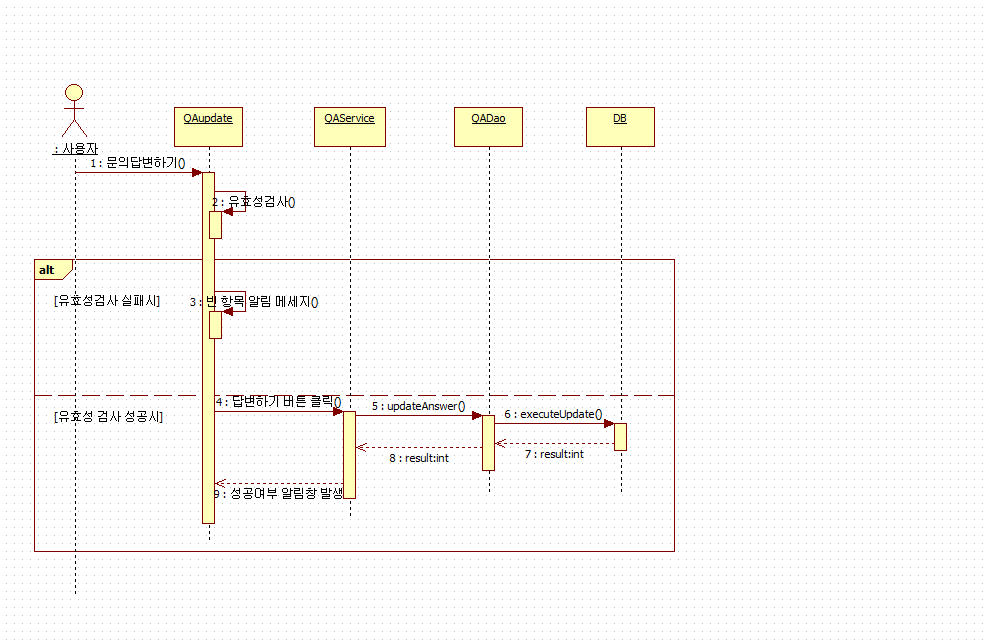 QAupdate
QAService
QADao
DB
: 사용자
1 : 문의답변하기()
2 : 유효성검사()
alt
[유효성검사 실패시]
3 : 빈 항목 알림 메세지()
4 : 답변하기 버튼 클릭()
5 : updateAnswer()
6 : executeUpdate()
[유효성 검사 성공시]
7 : result:int
8 : result:int
9 : 성공여부 알림창 발생